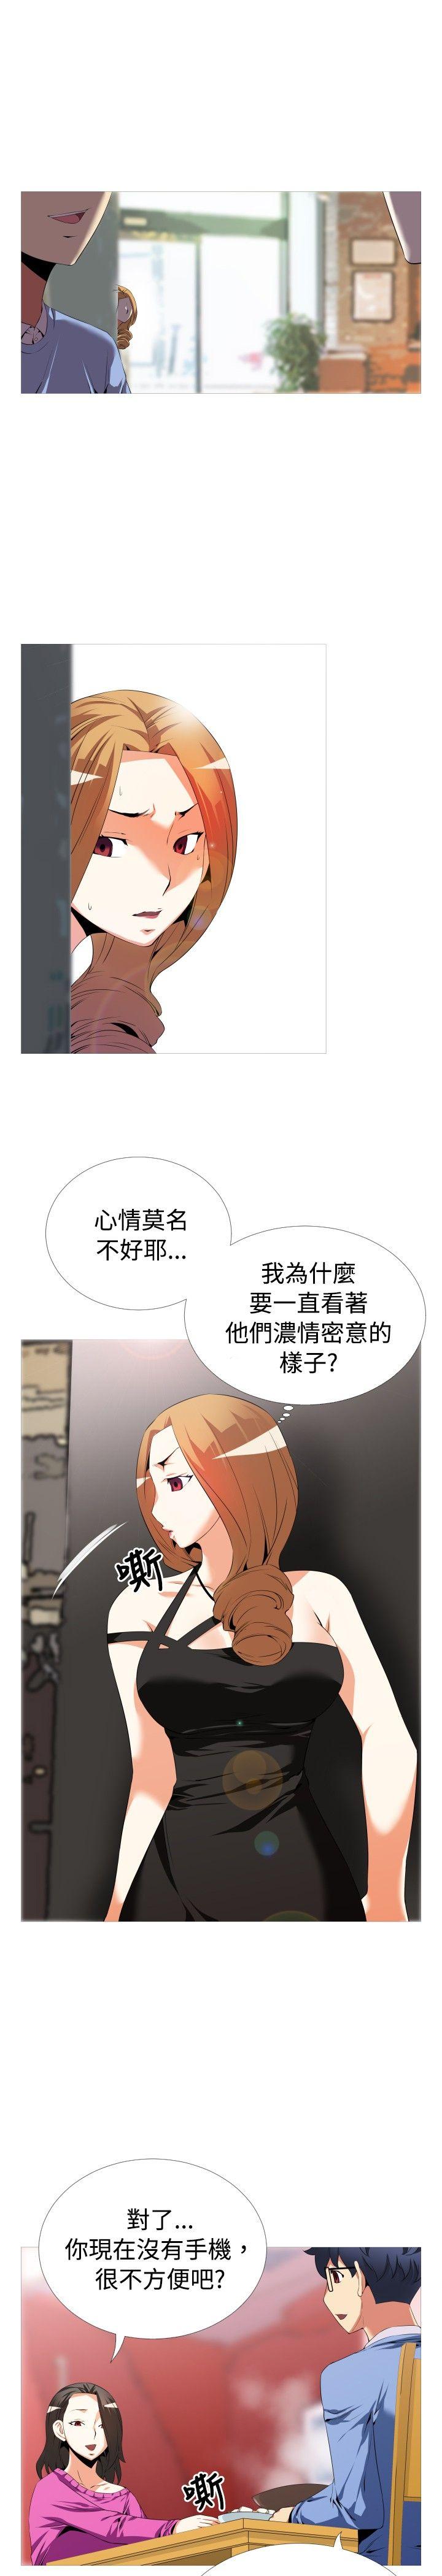 心情莫名
不好耶...
我為什麼
要一直看著
他們濃情密意的
樣子?
嘶
對了...
你現在沒有手機，
很不方便吧?
嘶